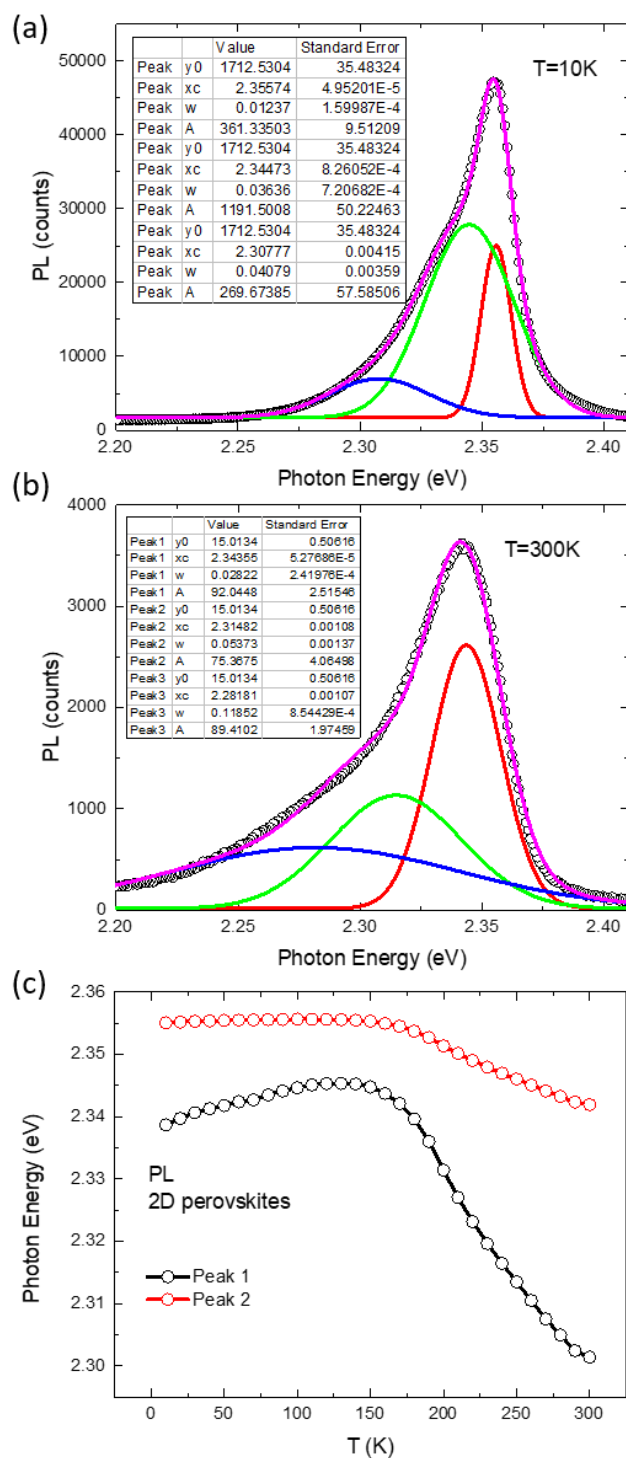 (a)
Value Standard Error
Peak y0 1712.5304 35.48324
Peak xc 2.35574 4.95201E-5
Peak w 0.01237 1.59987E-4
Peak A 361.33503 9.51209
Peak y0 1712.5304 35.48324
Peak xc 2.34473 8.26052E-4
Peak w 0.03636 7.20682E-4
Peak A 1191.5008 50.22463
Peak y0 1712.5304 35.48324
Peak xc 2.30777 0.00415
Peak w 0.04079 0.00359
Peak A 269.67385 57.58506
T=10K
50000
40000
30000
20000
10000
0
PL (counts)
2.20 2.25 2.30 2.35 2.40
Photon Energy (eV)
(b)
Value Standard Error
Peak1 y0 15.0134 0.50616
Peak1 xc 2.34355 5.27686E-5
Peak1 w 0.02822 2.41976E-4
Peak1 A 92.0448 2.51546
Peak2 y0 15.0134 0.50616
Peak2 xc 2.31482 0.00108
Peak2 w 0.05373 0.00137
Peak2 A 75.3675 4.06498
Peak3 y0 15.0134 0.50616
Peak3 xc 2.28181 0.00107
Peak3 w 0.11852 8.54429E-4
Peak3 A 89.4102 1.97459
T=300K
4000
3000
2000
1000
0
PL (counts)
2.20 2.25 2.30 2.35 2.40
Photon Energy (eV)
(c)
2.36
2.35
2.34
2.33
2.32
2.31
2.30
Photon Energy (eV)
PL
2D perovskites
Peak 1
Peak 2
0 50 100 150 200 250 300
T (K)